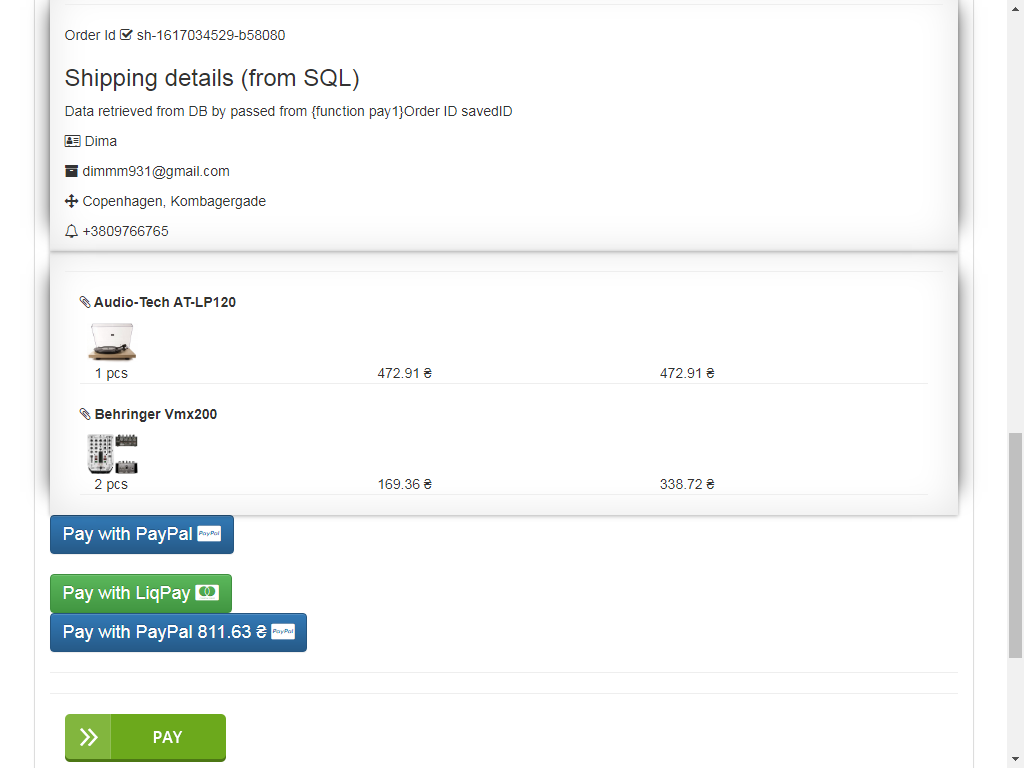 Order Id sh-1617034529-b58080
Shipping details (from SQL)
Data retrieved from DB by passed from {function pay1}Order ID savedID
Dima
dimmm931@gmail.com
Copenhagen, Kombagergade
+3809766765
Audio-Tech AT-LP120
1 pcs 472.91 ₴ 472.91 ₴
Behringer Vmx200
2 pcs 169.36 ₴ 338.72 ₴
Pay with PayPal PayPal
Pay with LiqPay
Pay with PayPal 811.63 ₴ PayPal
PAY